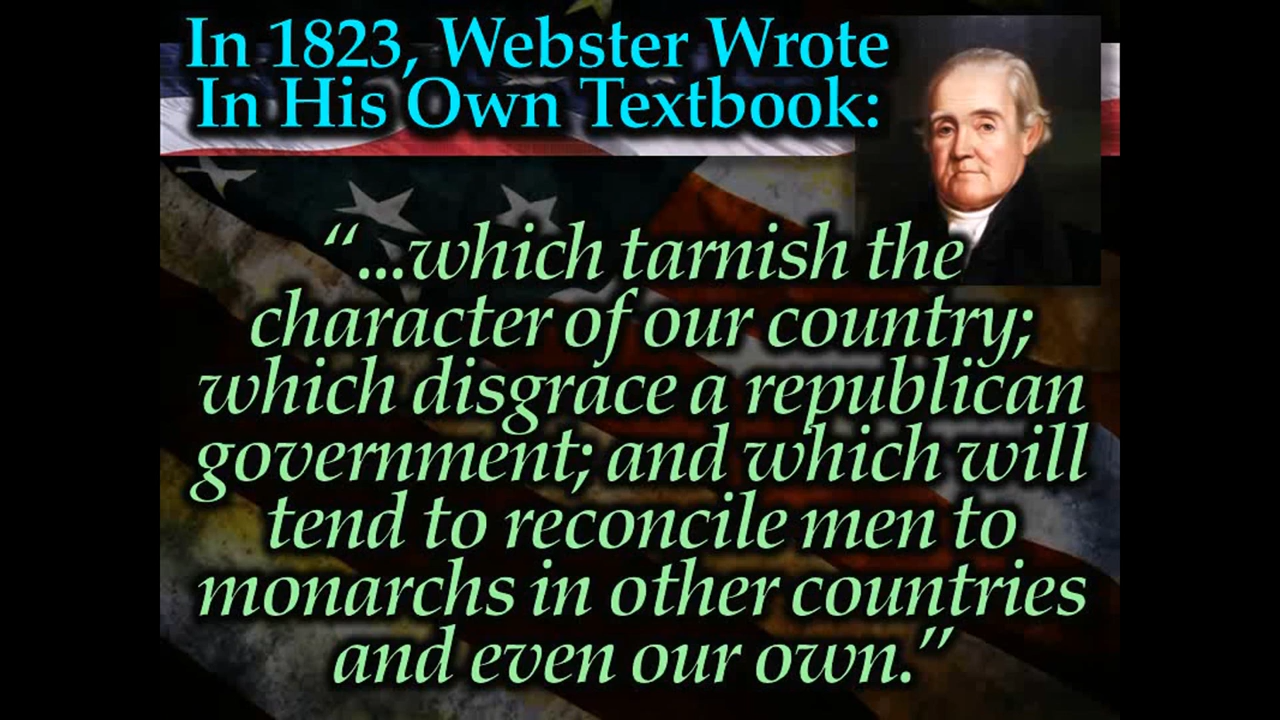 In 1823, Webster Wrote
In His Own Textbook:
“...which tarnish the
character of our country;
which disgrace a republican
government; and which will
tend to reconcile men to
monarchs in other countries
and even our own.”